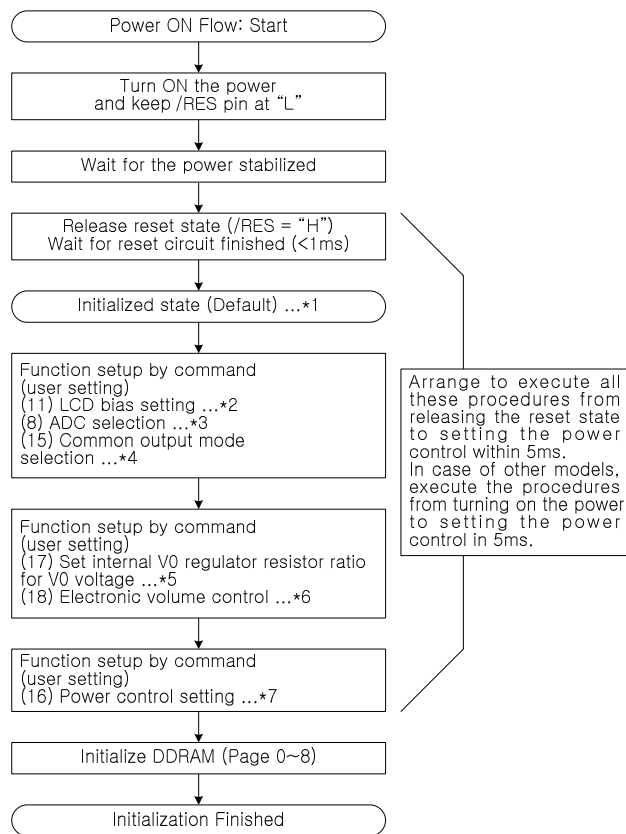 Power ON Flow: Start
Turn ON the power
and keep /RES pin at “L”
Wait for the power stabilized
Release reset state (/RES = “H”)
Wait for reset circuit finished (<1ms)
Initialized state (Default) ...*1
Function setup by command
(user setting)
(11) LCD bias setting ...*2
(8) ADC selection ...*3
(15) Common output mode
selection ...*4
Function setup by command
(user setting)
(17) Set internal V0 regulator resistor ratio
for V0 voltage ...*5
(18) Electronic volume control ...*6
Function setup by command
(user setting)
(16) Power control setting ...*7
Initialize DDRAM (Page 0~8)
Initialization Finished
Arrange to execute all
these procedures from
releasing the reset state
to setting the power
control within 5ms.
In case of other models,
execute the procedures
from turning on the power
to setting the power
control in 5ms.